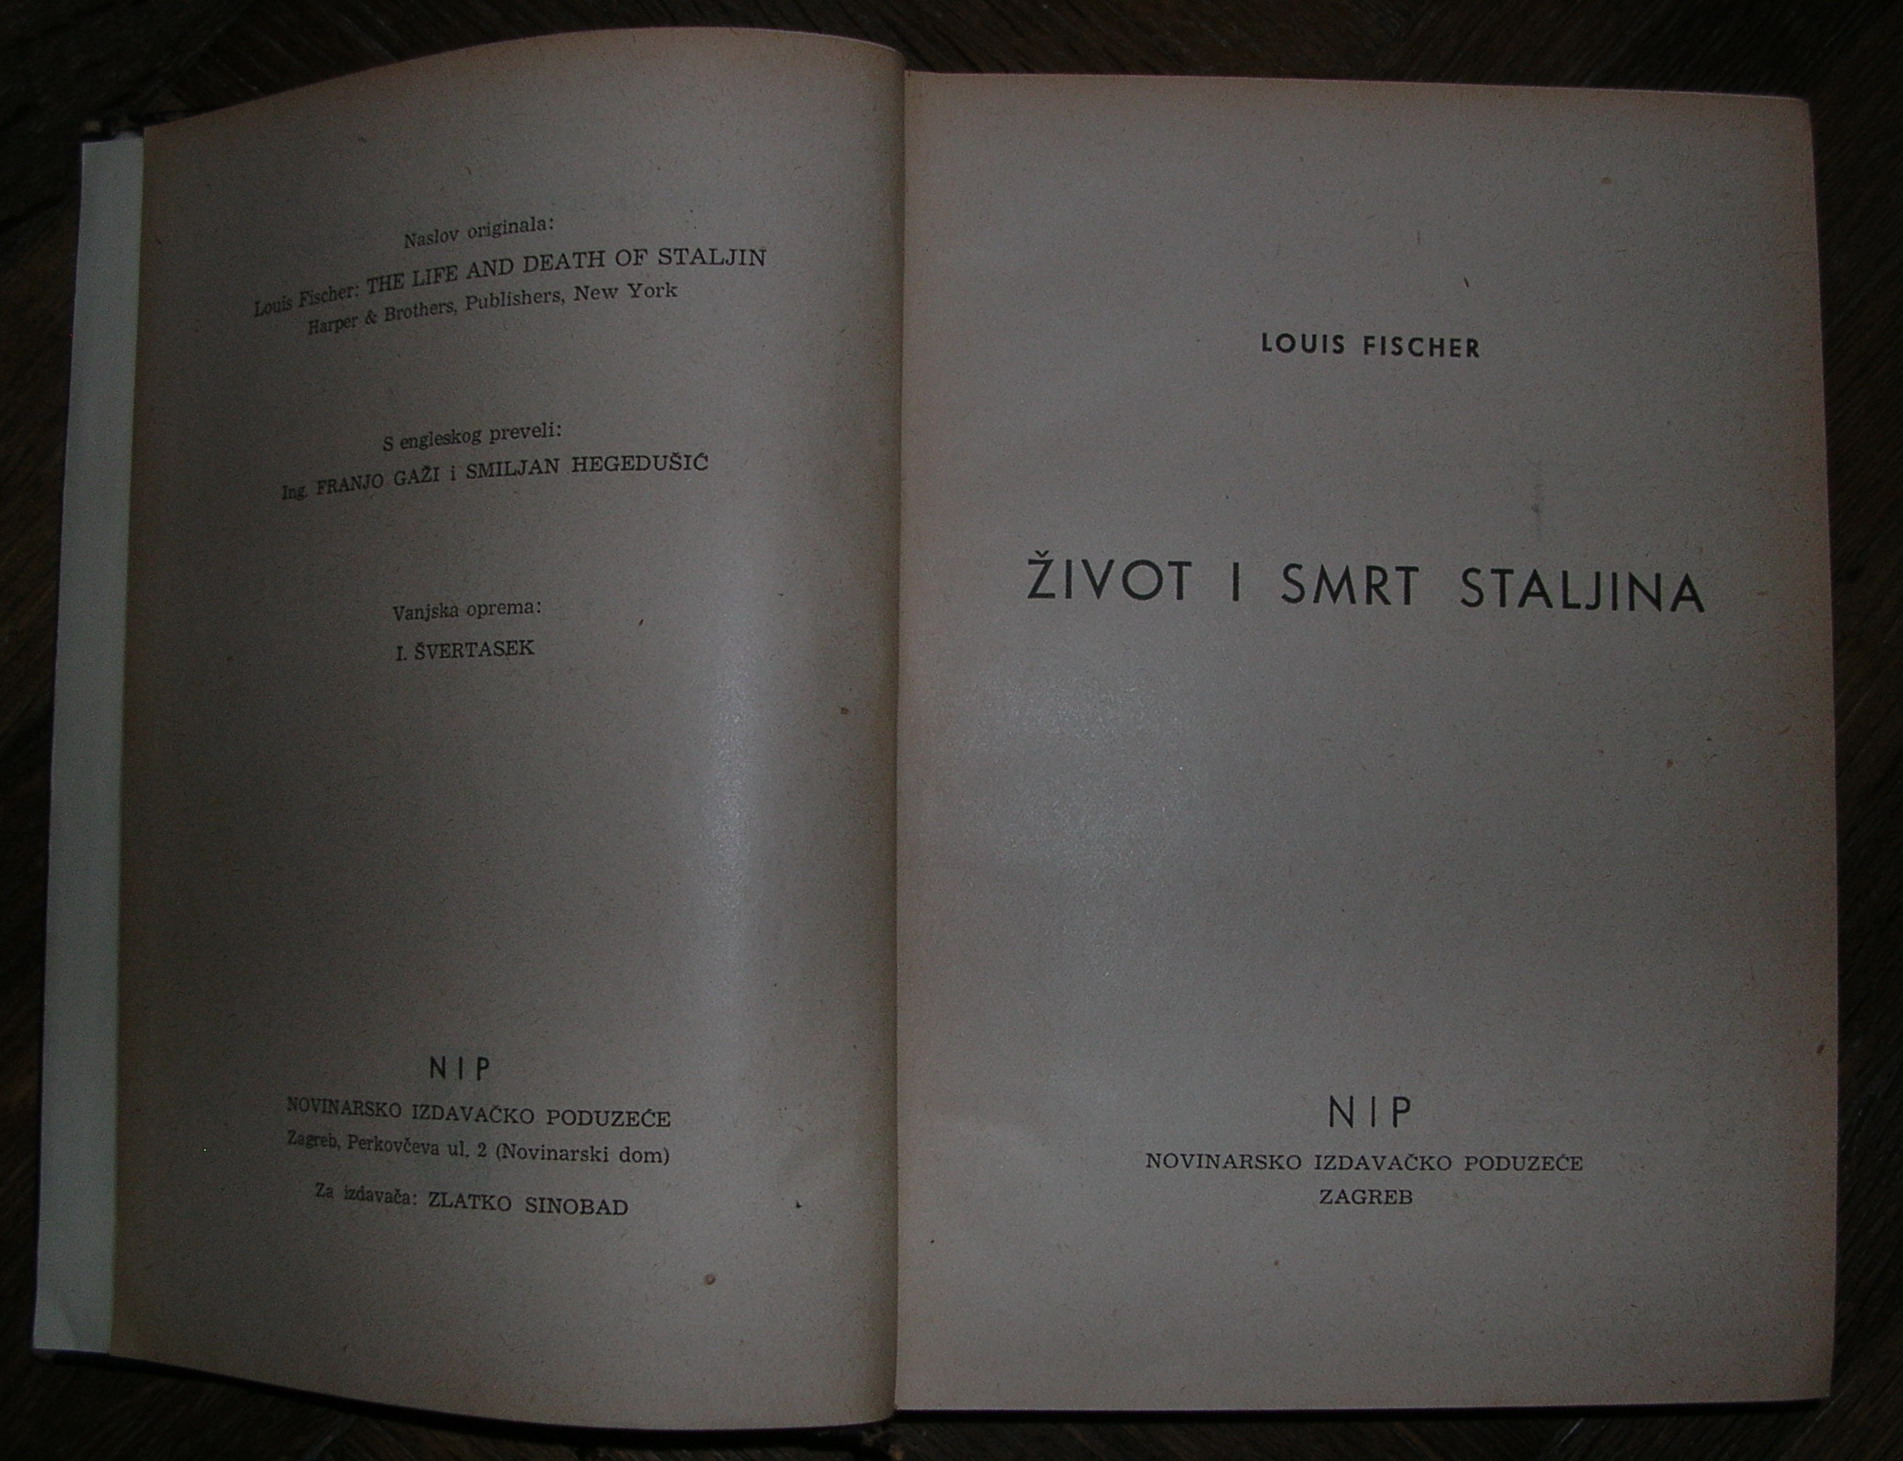 Naslov originala:
Louis Fischer: THE LIFE AND DEATH OF STALJIN
Harper & Brothers, Publishers, New York
S engleskog preveli:
Ing. FRANJO GAŽI i SMILJAN HEGEDUŠIĆ
Vanjska oprema:
I. ŠVERTASEK
NIP
NOVINARSKO IZDAVAČKO PODUZEĆE
Zagreb, Perkovčeva ul. 2 (Novinarski dom)
Za izdavača: ZLATKO SINOBAD
LOUIS FISCHER
ŽIVOT I SMRT STALJINA
NIP
NOVINARSKO IZDAVAČKO PODUZEĆE
ZAGREB